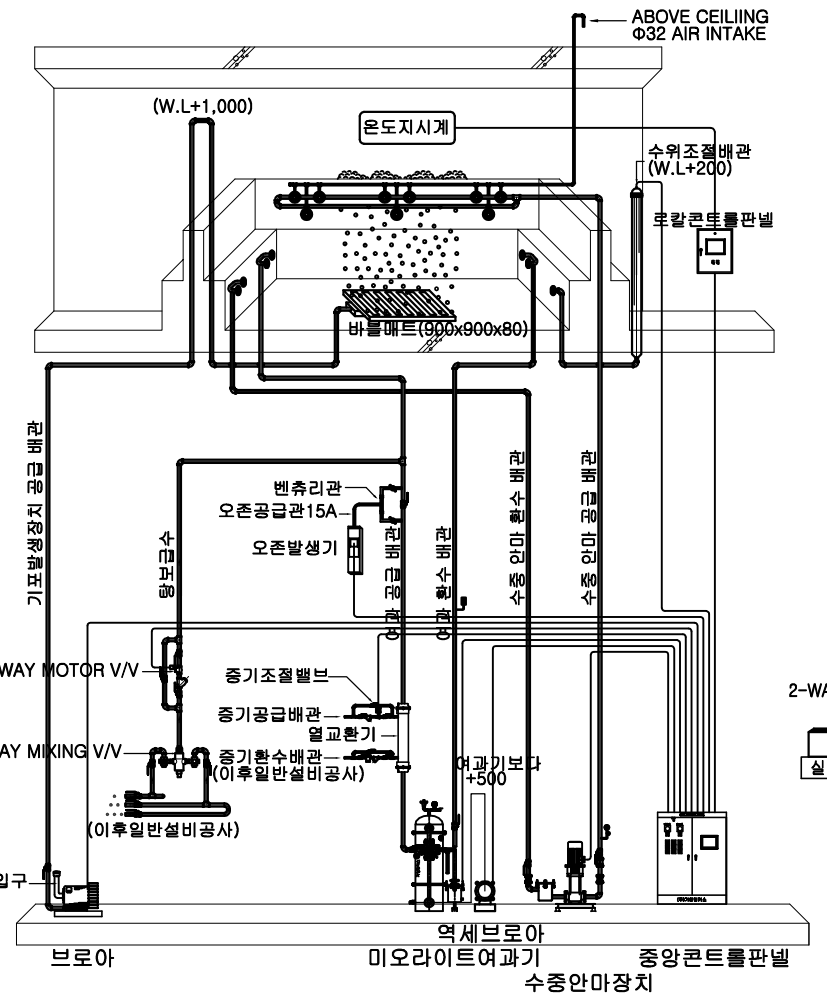 ABOVE CEILIING
Φ32 AIR INTAKE
(W.L+1,000)
온도지시계
수위조절배관
(W.L+200)
로칼콘트롤판넬
바블매트(900x900x80)
기포발생장치 공급 배관
탕보급수
벤츄리관
오존공급관15A
오존발생기
여과 공급 배관
여과 환수 배관
수중 안마 환수 배관
수중 안마 공급 배관
WAY MOTOR V/V
증기조절밸브
증기공급배관
열교환기
증기환수배관
(이후일반설비공사)
AY MIXING V/V
(이후일반설비공사)
여과기보다
+500
2-WA
실
입구
브로아
역세브로아
미오라이트여과기
수중안마장치
중앙콘트롤판넬